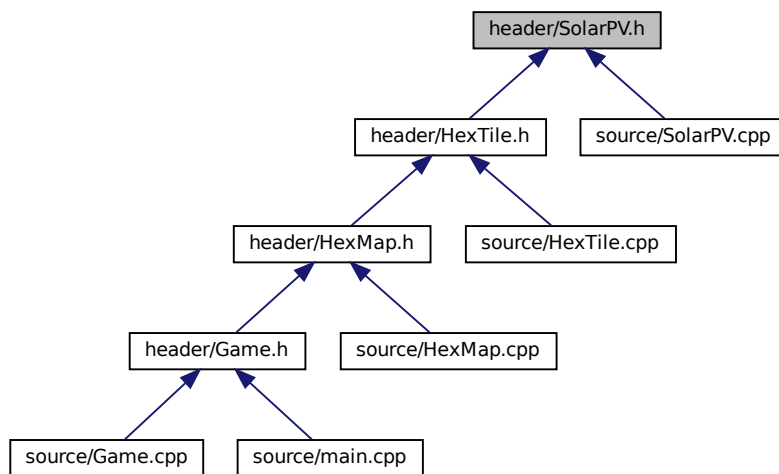 header/SolarPV.h
header/HexTile.h
source/SolarPV.cpp
header/HexMap.h
source/HexTile.cpp
header/Game.h
source/HexMap.cpp
source/Game.cpp
source/main.cpp